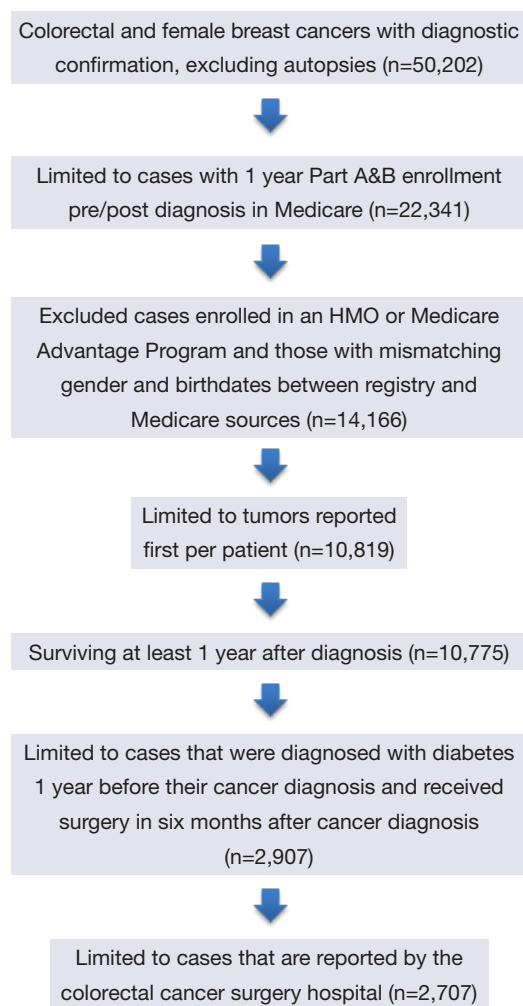 Colorectal and female breast cancers with diagnostic
confirmation, excluding autopsies (n=50,202)
Limited to cases with 1 year Part A&B enrollment
pre/post diagnosis in Medicare (n=22,341)
Excluded cases enrolled in an HMO or Medicare
Advantage Program and those with mismatching
gender and birthdates between registry and
Medicare sources (n=14,166)
Limited to tumors reported
first per patient (n=10,819)
Surviving at least 1 year after diagnosis (n=10,775)
Limited to cases that were diagnosed with diabetes
1 year before their cancer diagnosis and received
surgery in six months after cancer diagnosis
(n=2,907)
Limited to cases that are reported by the
colorectal cancer surgery hospital (n=2,707)